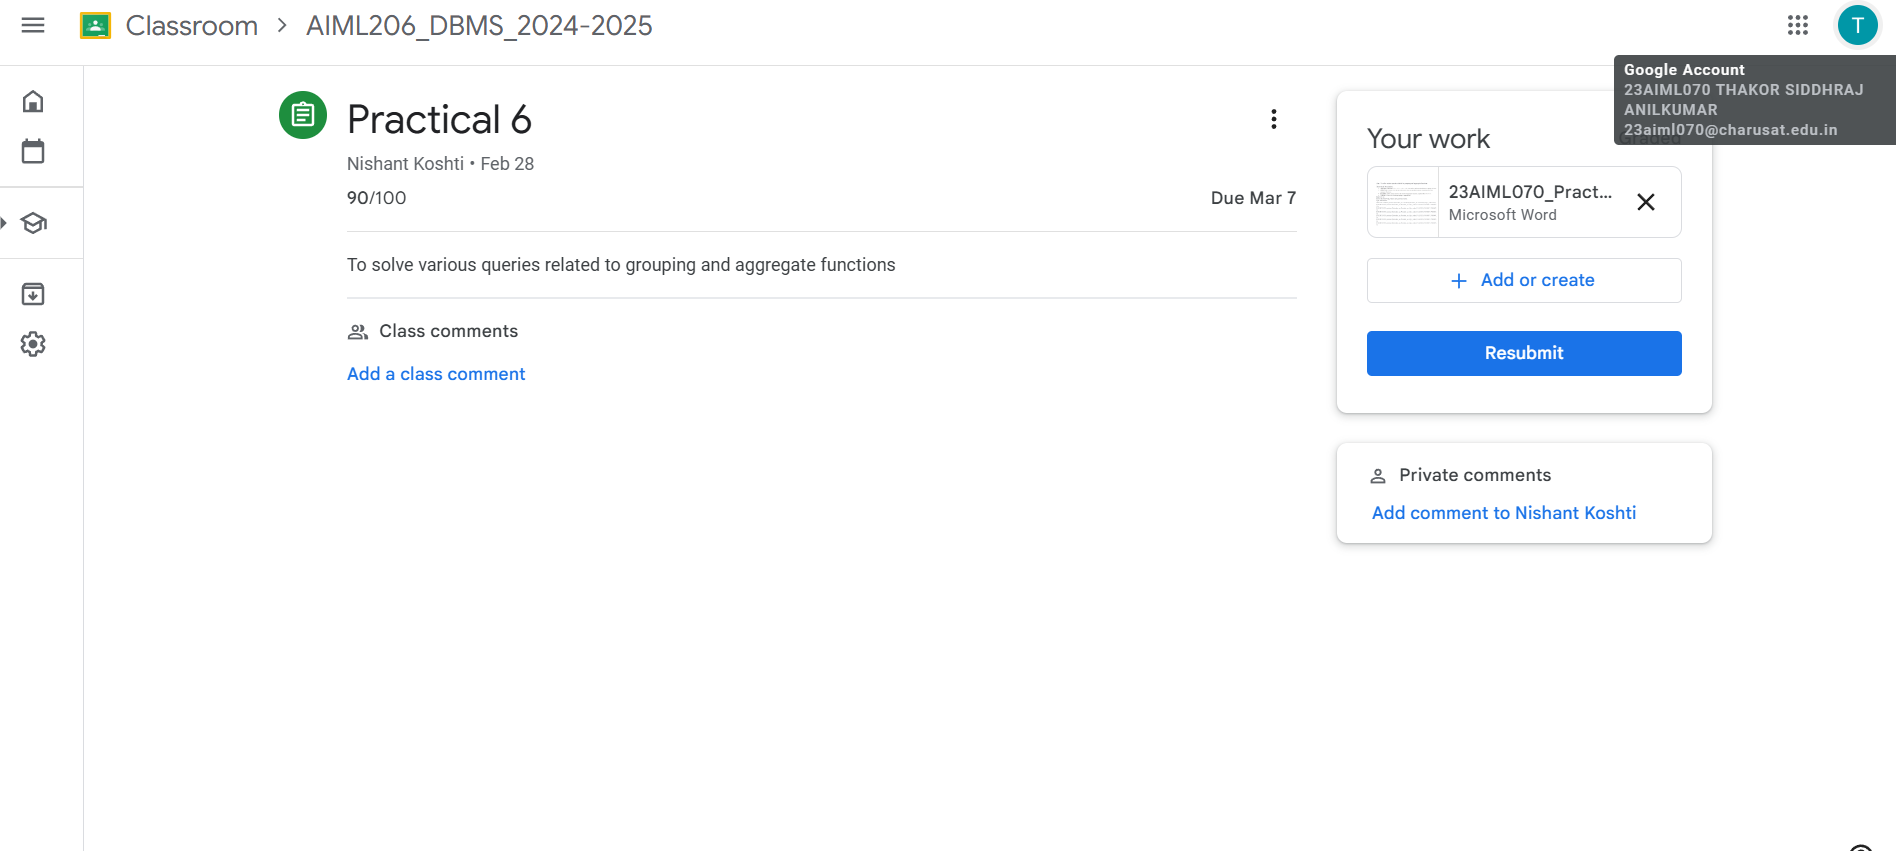 Classroom > AIML206_DBMS_2024-2025
T
Google Account
23AIML070 THAKOR SIDDHRAJ
ANILKUMAR
23aiml070@charusat.edu.in
Practical 6
Nishant Koshti • Feb 28
90/100
Due Mar 7
To solve various queries related to grouping and aggregate functions
Class comments
Add a class comment
Your work
Graded
23AIML070_Pract...
Microsoft Word
+ Add or create
Resubmit
Private comments
Add comment to Nishant Koshti